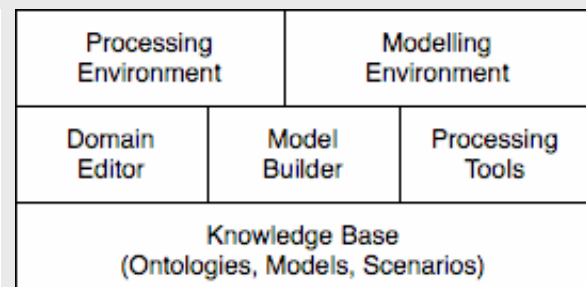 Processing
Environment
Modelling
Environment
Domain
Editor
Model
Builder
Processing
Tools
Knowledge Base
(Ontologies, Models, Scenarios)